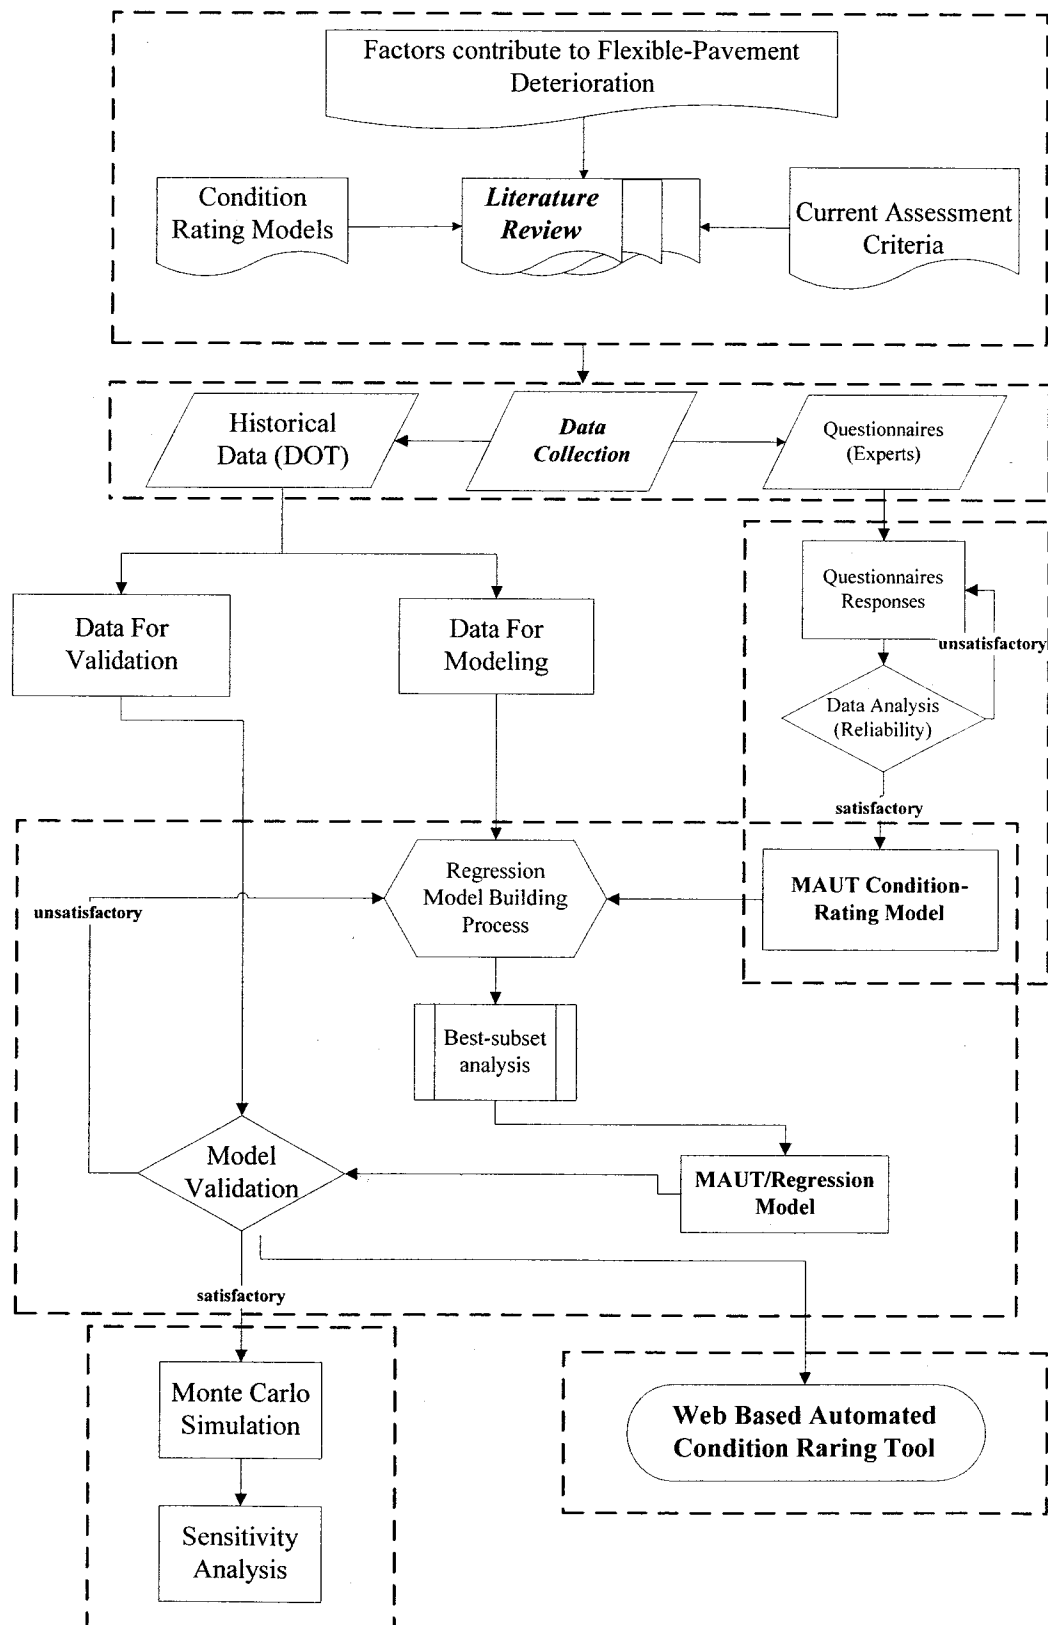 Factors contribute to Flexible-Pavement
Deterioration
Condition
Rating Models
Literature
Review
Current Assessment
Criteria
Historical
Data (DOT)
Data
Collection
Questionnaires
(Experts)
Questionnaires
Responses
unsatisfactory
Data For
Validation
Data For
Modeling
Data Analysis
(Reliability)
satisfactory
Regression
Model Building
Process
MAUT Condition-
Rating Model
unsatisfactory
Best-subset
analysis
Model
Validation
MAUT/Regression
Model
satisfactory
Monte Carlo
Simulation
Web Based Automated
Condition Raring Tool
Sensitivity
Analysis